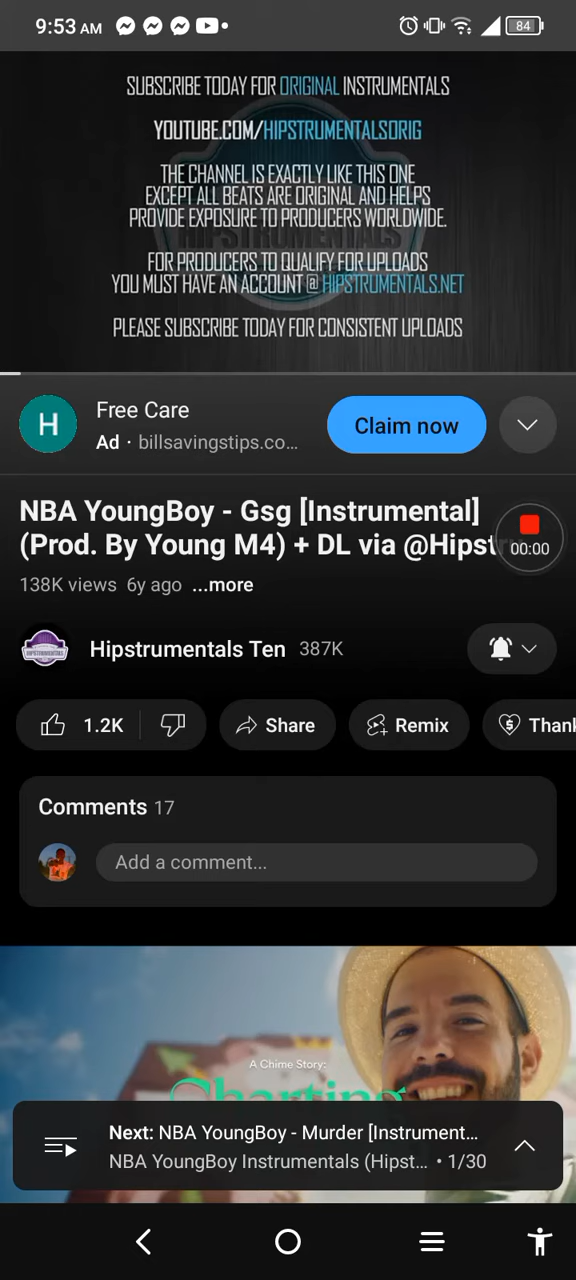 9:53 AM
84
SUBSCRIBE TODAY FOR ORIGINAL INSTRUMENTALS
YOUTUBE.COM/HIPSTRUMENTALSORIG
THE CHANNEL IS EXACTLY LIKE THIS ONE
EXCEPT ALL BEATS ARE ORIGINAL AND HELPS
PROVIDE EXPOSURE TO PRODUCERS WORLDWIDE.
HIPSTRUMENTALS
FOR PRODUCERS TO QUALIFY FOR UPLOADS
YOU MUST HAVE AN ACCOUNT @ HIPSTRUMENTALS.NET
PLEASE SUBSCRIBE TODAY FOR CONSISTENT UPLOADS
H
Free Care
Ad · billsavingstips.co...
Claim now
NBA YoungBoy - Gsg [Instrumental]
(Prod. By Young M4) + DL via @Hipst
00:00
138K views 6y ago ...more
Hipstrumentals Ten 387K
1.2K
Share
Remix
Thank
Comments 17
Add a comment...
A Chime Story:
Charting
Next: NBA YoungBoy - Murder [Instrument...
NBA YoungBoy Instrumentals (Hipst... • 1/30